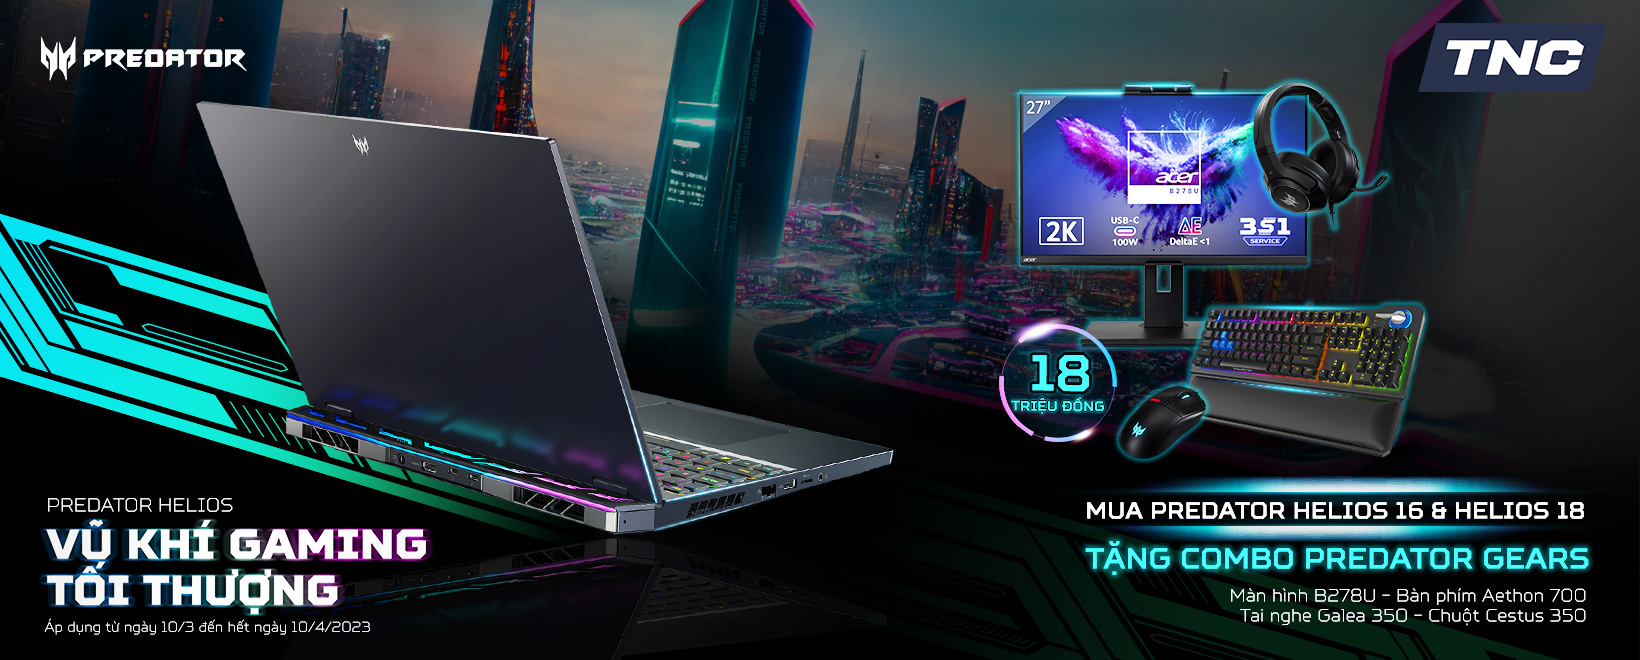 PREDATOR
TNC
27”
acer
B278U
2K
USB-C
100W
ΔE
DeltaE <1
3S1
SERVICE
acer
PREDATOR
18
TRIỆU ĐỒNG
PREDATOR HELIOS
VŨ KHÍ GAMING
TỐI THƯỢNG
Áp dụng từ ngày 10/3 đến hết ngày 10/4/2023
MUA PREDATOR HELIOS 16 & HELIOS 18
TẶNG COMBO PREDATOR GEARS
Màn hình B278U - Bàn phím Aethon 700
Tai nghe Galea 350 - Chuột Cestus 350